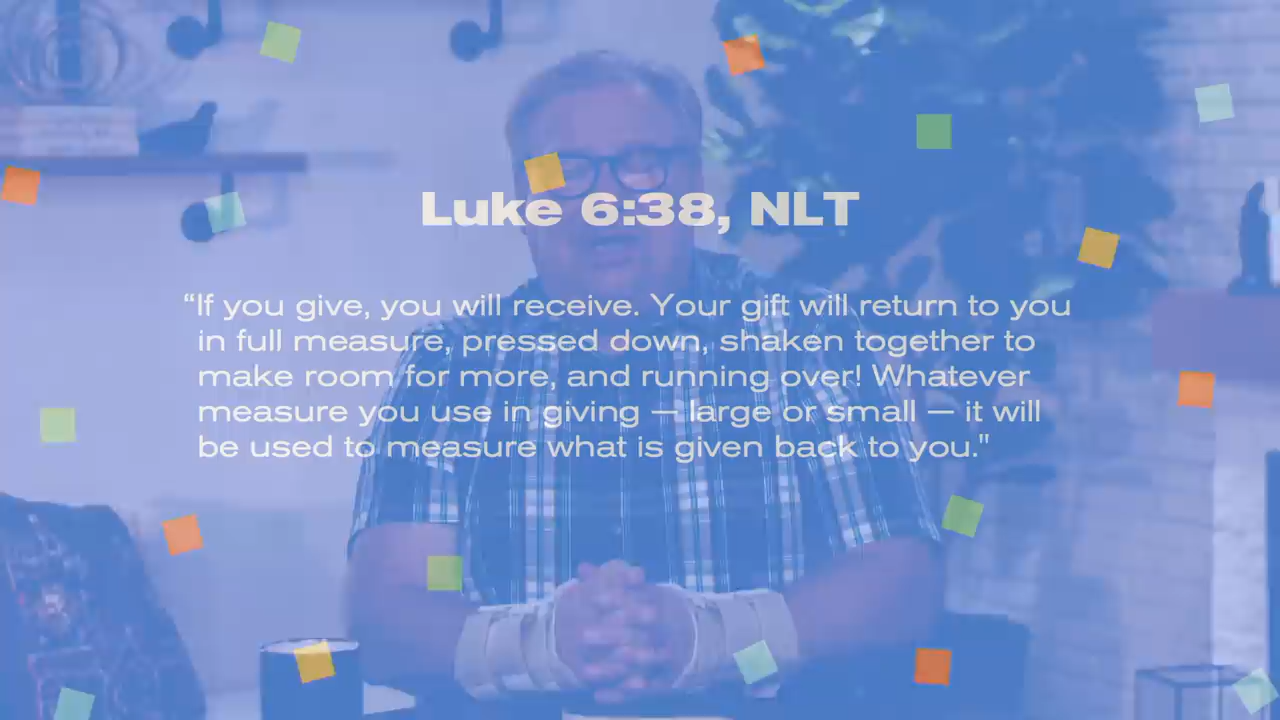 Luke 6:38, NLT
“If you give, you will receive. Your gift will return to you
in full measure, pressed down, shaken together to
make room for more, and running over! Whatever
measure you use in giving — large or small — it will
be used to measure what is given back to you."